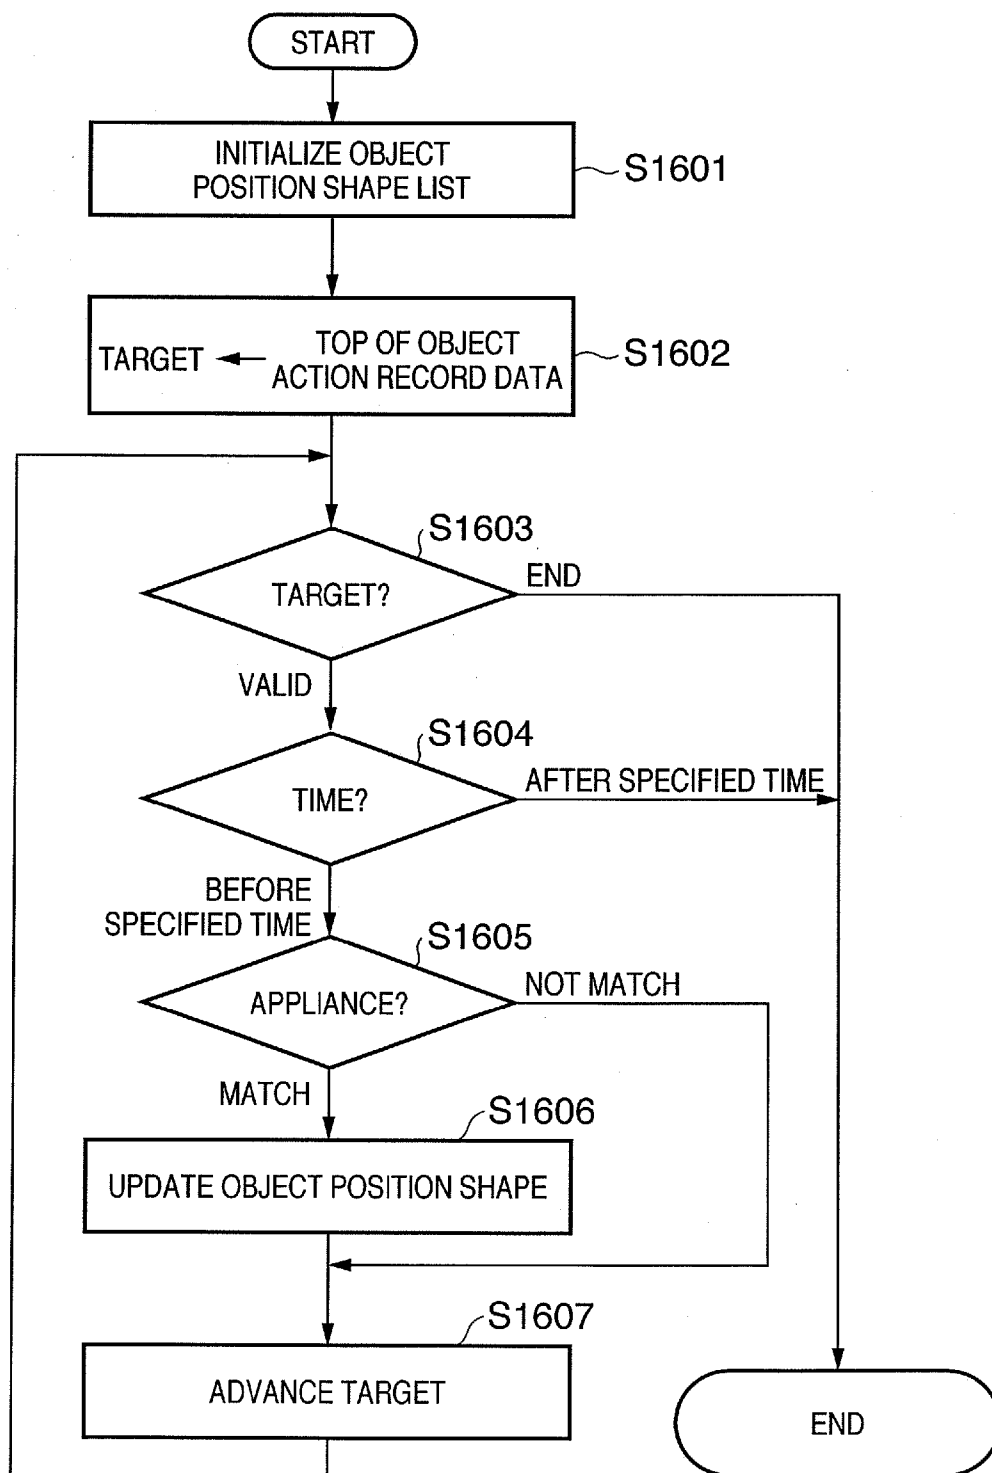 START
INITIALIZE OBJECT
POSITION SHAPE LIST
S1601
TOP OF OBJECT
TARGET ← ACTION RECORD DATA
S1602
S1603
TARGET?
END
VALID
S1604
TIME?
AFTER SPECIFIED TIME
BEFORE
SPECIFIED TIME
S1605
APPLIANCE?
NOT MATCH
MATCH
S1606
UPDATE OBJECT POSITION SHAPE
S1607
ADVANCE TARGET
END